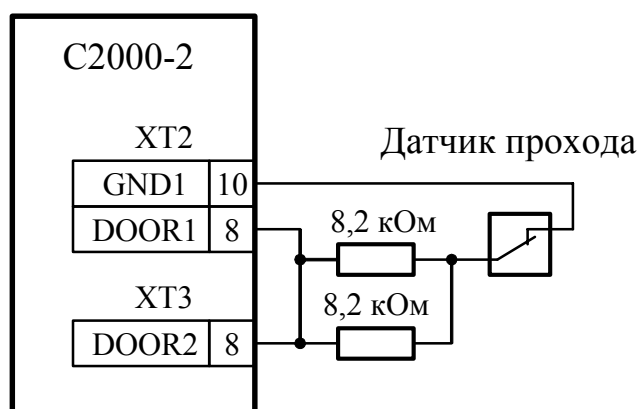 С2000-2
XT2
Датчик прохода
GND1 10
8,2 кОм
DOOR1 8
XT3
8,2 кОм
DOOR2 8